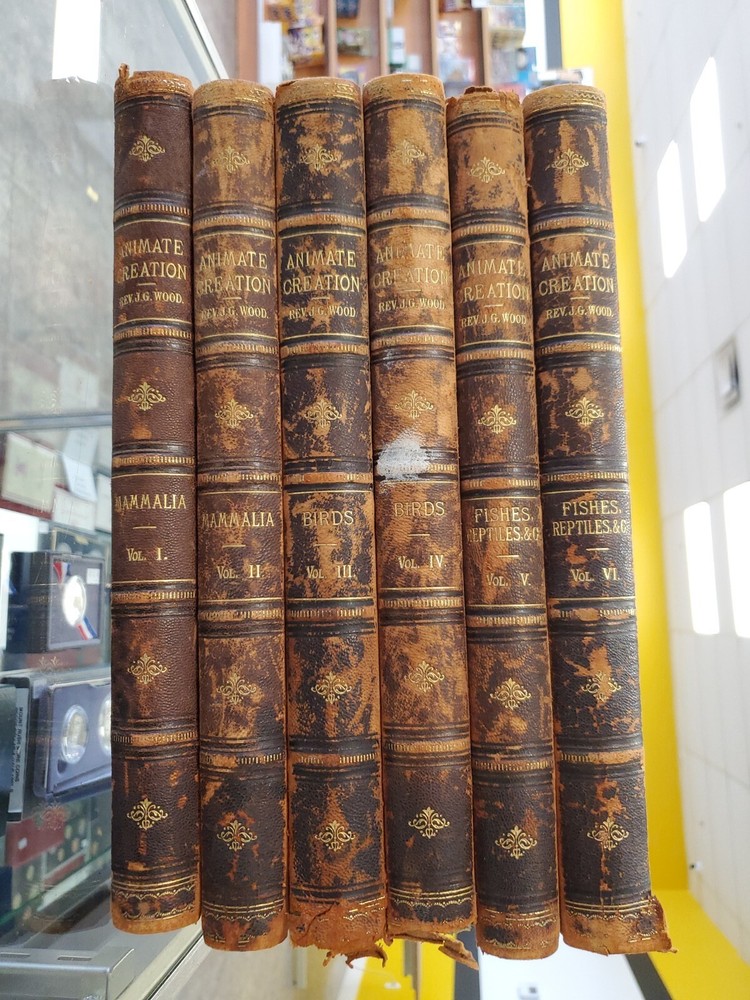 ANIMATE
CREATION
REV. J.G. WOOD.
MAMMALIA
VOL. I.
ANIMATE
CREATION
REV. J.G. WOOD.
MAMMALIA
VOL. II.
ANIMATE
CREATION
REV. J.G. WOOD.
BIRDS
VOL. III.
ANIMATE
CREATION
REV. J.G. WOOD.
BIRDS
VOL. IV.
ANIMATE
CREATION
REV. J.G. WOOD.
FISHES,
REPTILES, &C
VOL. V.
ANIMATE
CREATION
REV. J.G. WOOD.
FISHES,
REPTILES, &C
VOL. VI.